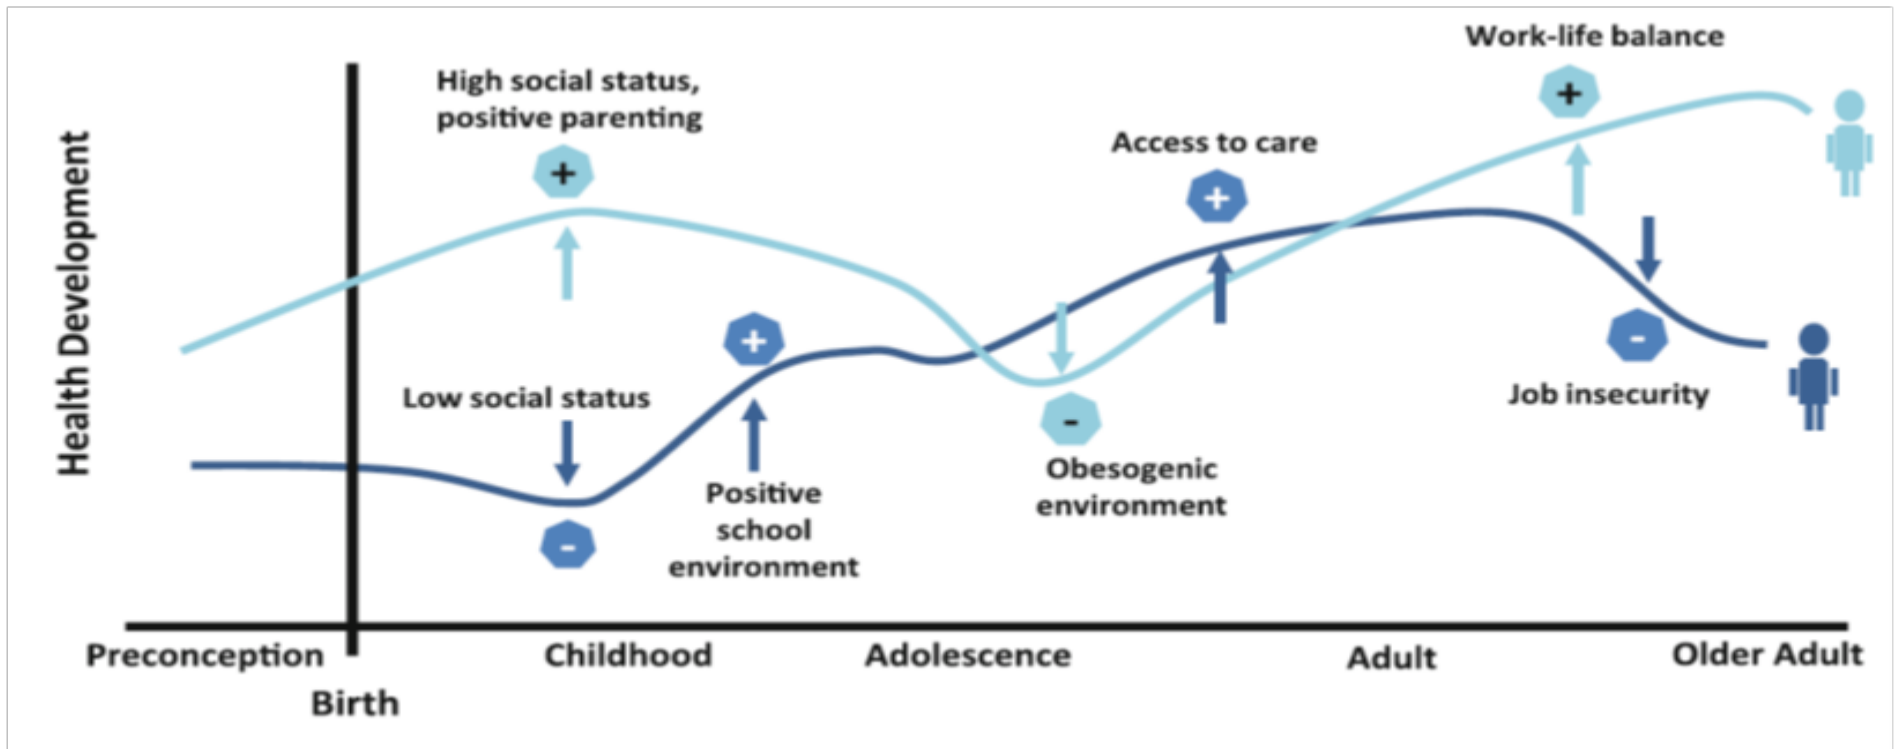 Health Development
High social status,
positive parenting
+
Low social status
-
+
Positive
school
environment
-
Obesogenic
environment
Access to care
+
Work-life balance
+
-
Job insecurity
Preconception
Birth
Childhood
Adolescence
Adult
Older Adult